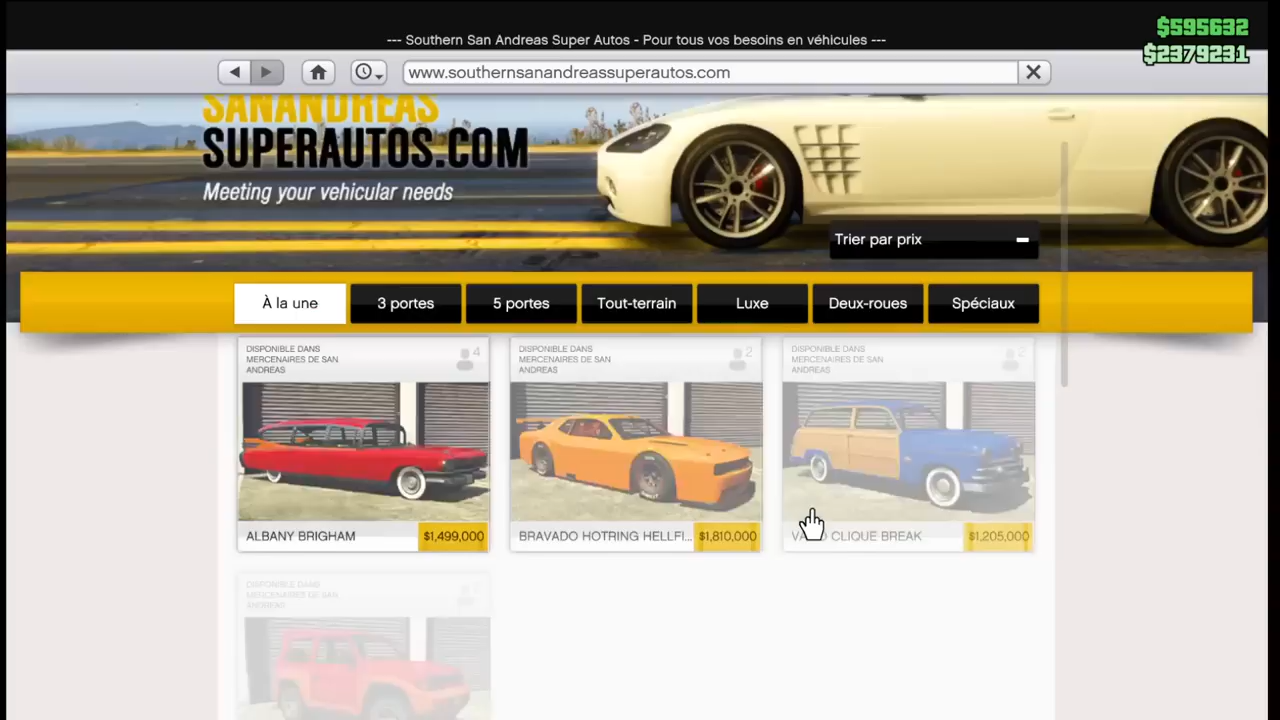 $595632
--- Southern San Andreas Super Autos - Pour tous vos besoins en véhicules ---
$2379231
www.southernsanandreassuperautos.com
SANANDREAS
SUPERAUTOS.COM
Meeting your vehicular needs
Trier par prix
À la une
3 portes
5 portes
Tout-terrain
Luxe
Deux-roues
Spéciaux
DISPONIBLE DANS
MERCENAIRES DE SAN
ANDREAS
4
ALBANY BRIGHAM
$1,499,000
DISPONIBLE DANS
MERCENAIRES DE SAN
ANDREAS
2
BRAVADO HOTRING HELLFI...
$1,810,000
DISPONIBLE DANS
MERCENAIRES DE SAN
ANDREAS
2
CLIQUE BREAK
$1,205,000
DISPONIBLE DANS
MERCENAIRES DE SAN
ANDREAS